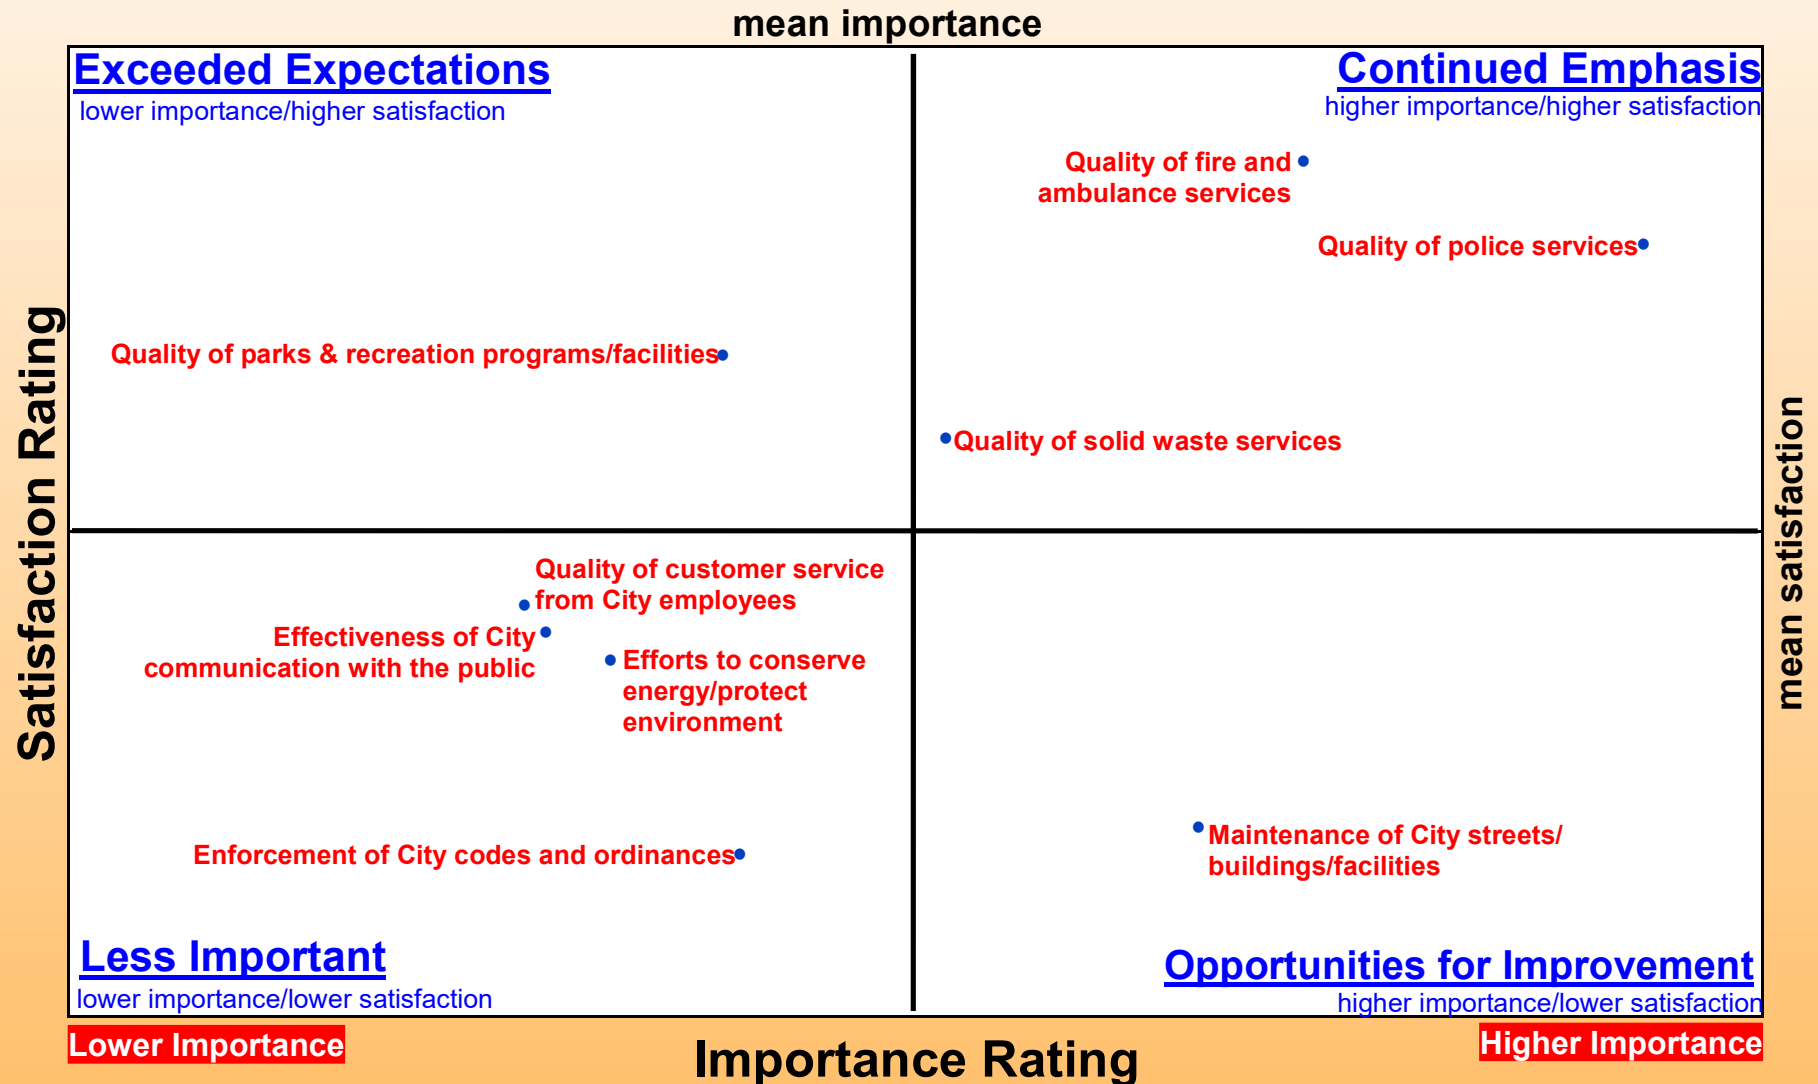 mean importance
Exceeded Expectations
lower importance/higher satisfaction
Continued Emphasis
higher importance/higher satisfaction
Quality of fire and
ambulance services
Quality of police services
Quality of parks & recreation programs/facilities
Quality of solid waste services
Satisfaction Rating
mean satisfaction
Quality of customer service
from City employees
Effectiveness of City
communication with the public
Efforts to conserve
energy/protect
environment
Maintenance of City streets/
buildings/facilities
Enforcement of City codes and ordinances
Less Important
lower importance/lower satisfaction
Opportunities for Improvement
higher importance/lower satisfaction
Lower Importance
Importance Rating
Higher Importance